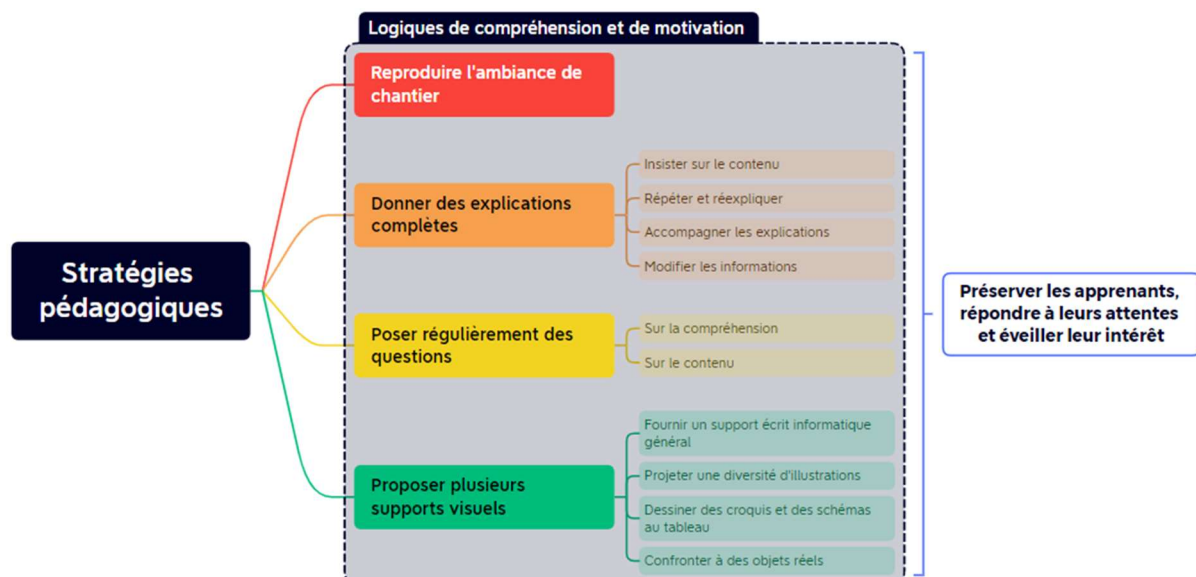 Logiques de compréhension et de motivation
Reproduire l'ambiance de
chantier
Insister sur le contenu
Donner des explications
complètes
Répéter et réexpliquer
Accompagner les explications
Modifier les informations
Stratégies
pédagogiques
Préserver les apprenants,
répondre à leurs attentes
et éveiller leur intérêt
Poser régulièrement des
questions
Sur la compréhension
Sur le contenu
Proposer plusieurs
supports visuels
Fournir un support écrit informatique
général
Projeter une diversité d'illustrations
Dessiner des croquis et des schémas
au tableau
Confronter à des objets réels